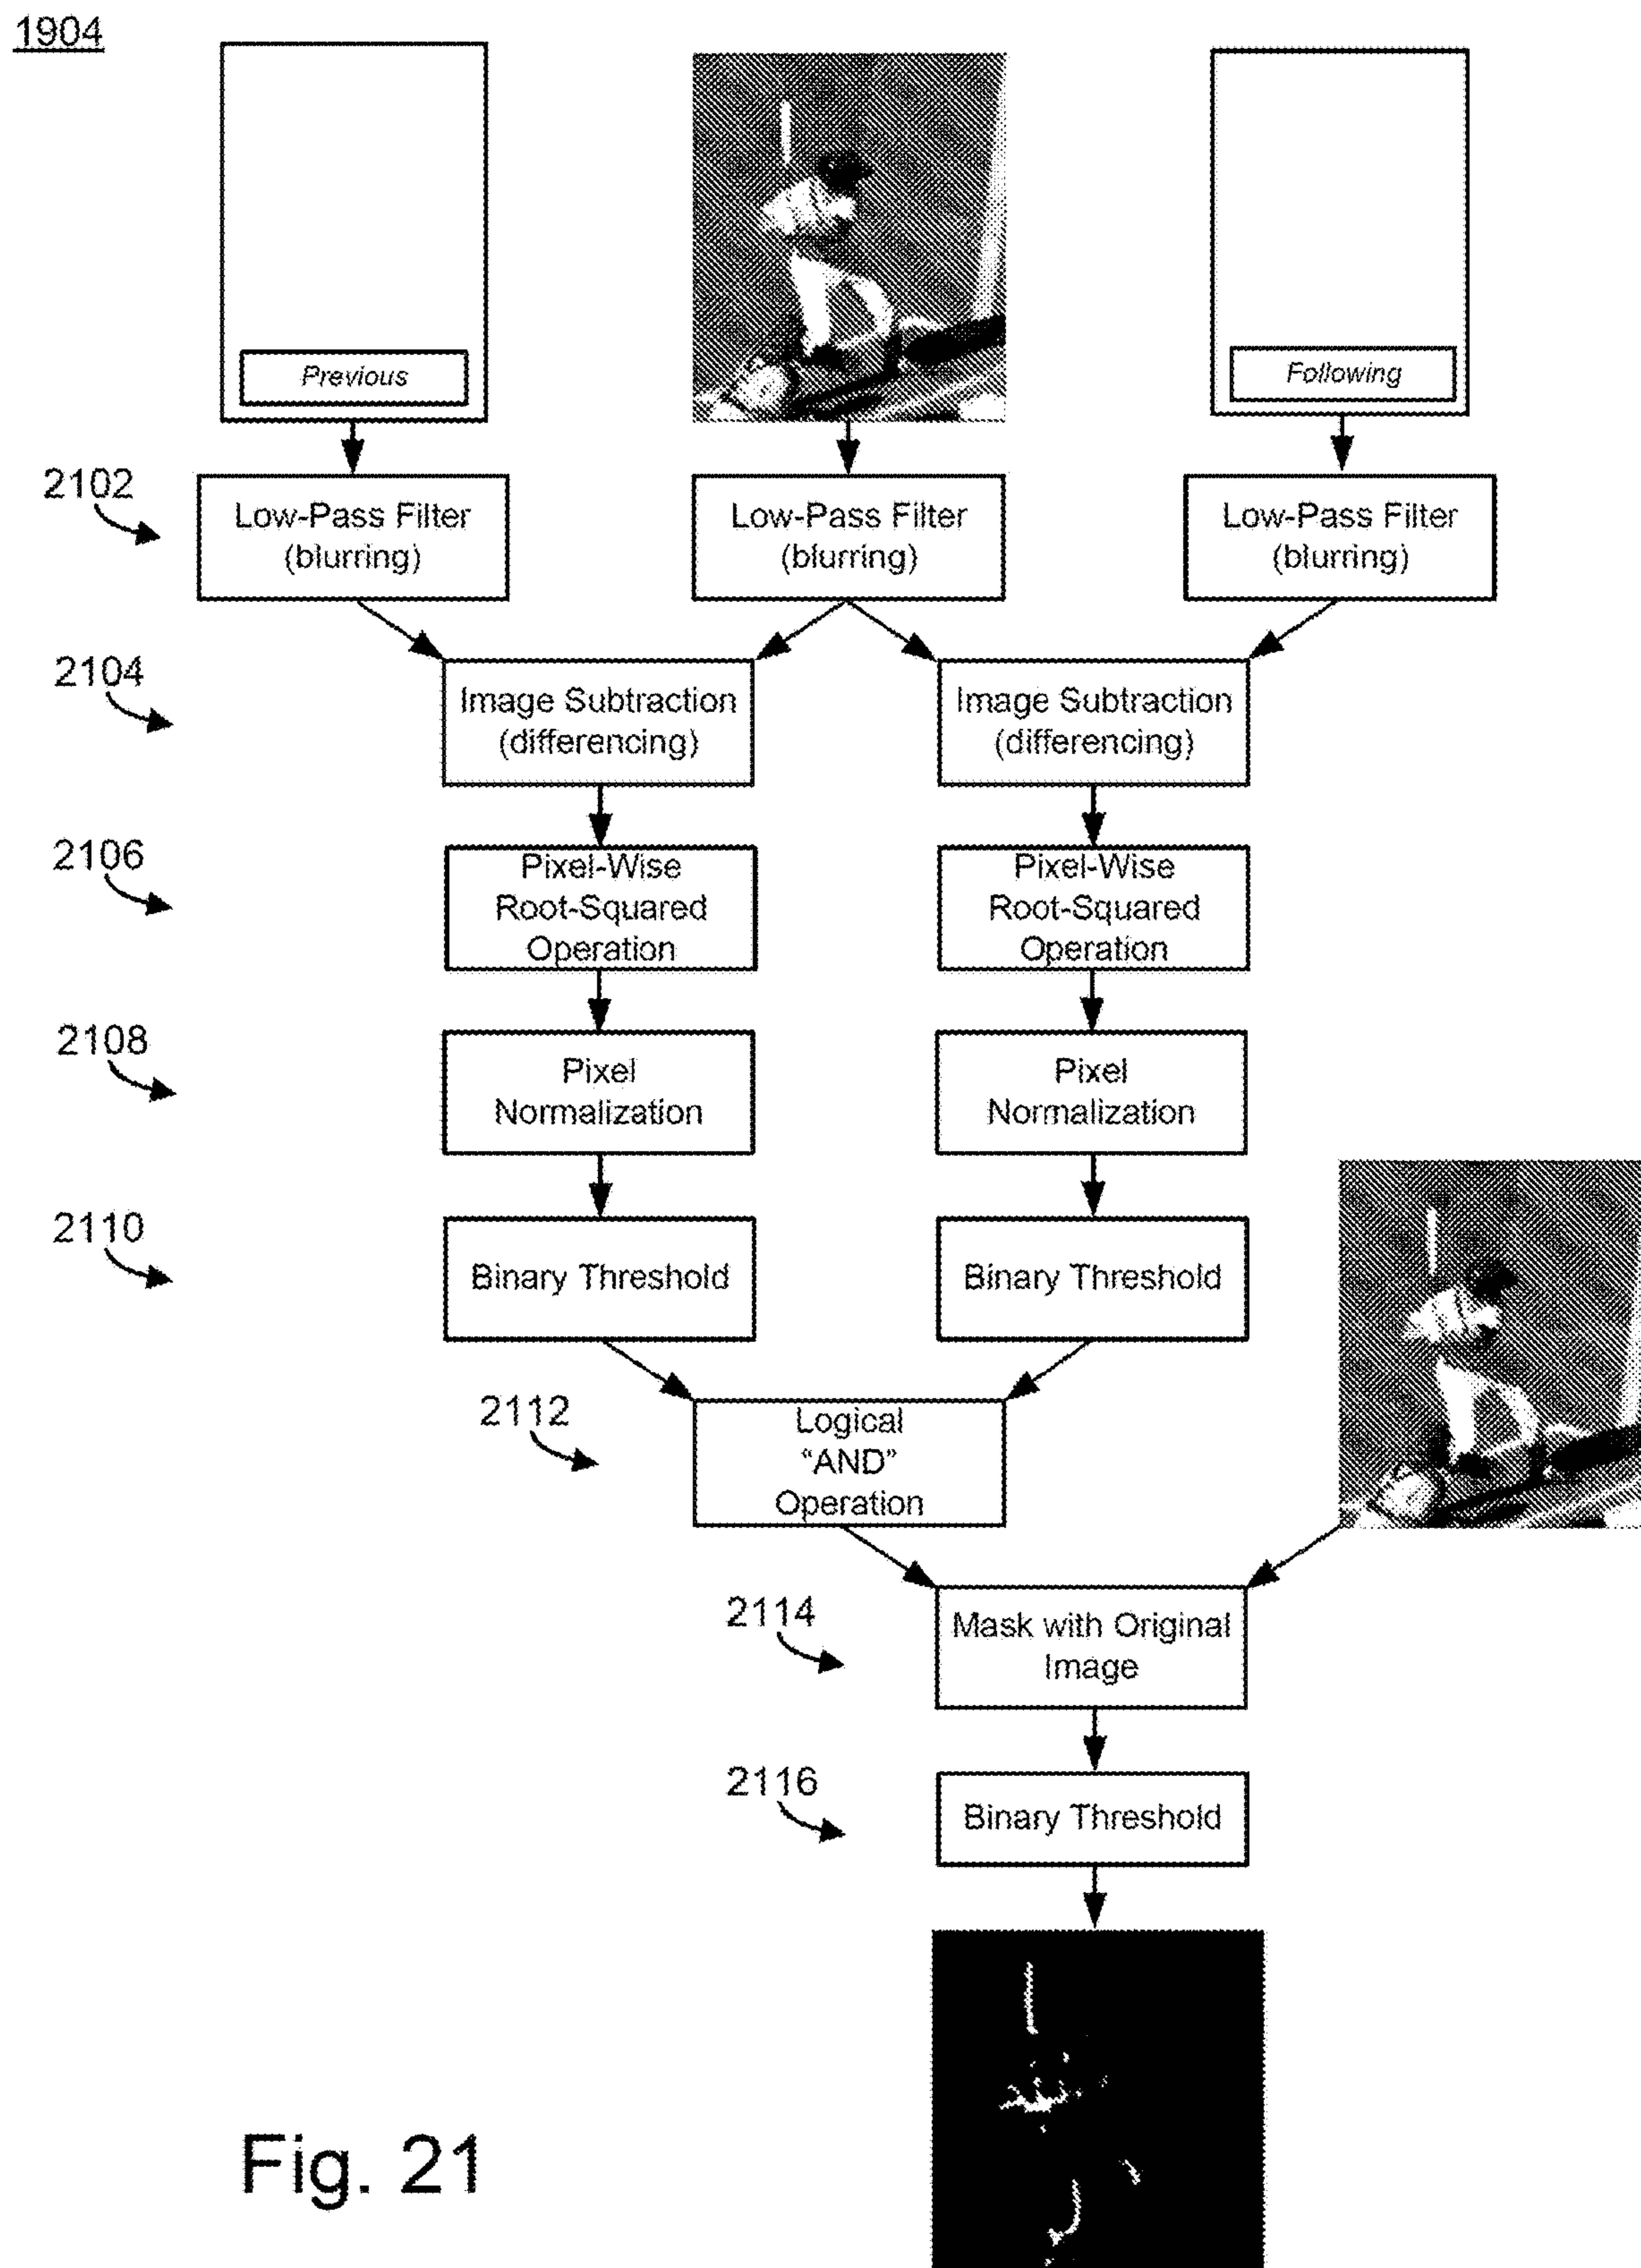 1904
Previous
Following
2102
Low-Pass Filter
(blurring)
Low-Pass Filter
(blurring)
Low-Pass Filter
(blurring)
2104
Image Subtraction
(differencing)
Image Subtraction
(differencing)
2106
Pixel-Wise
Root-Squared
Operation
Pixel-Wise
Root-Squared
Operation
2108
Pixel
Normalization
Pixel
Normalization
2110
Binary Threshold
Binary Threshold
2112
Logical
“AND”
Operation
2114
Mask with Original
Image
2116
Binary Threshold
Fig. 21